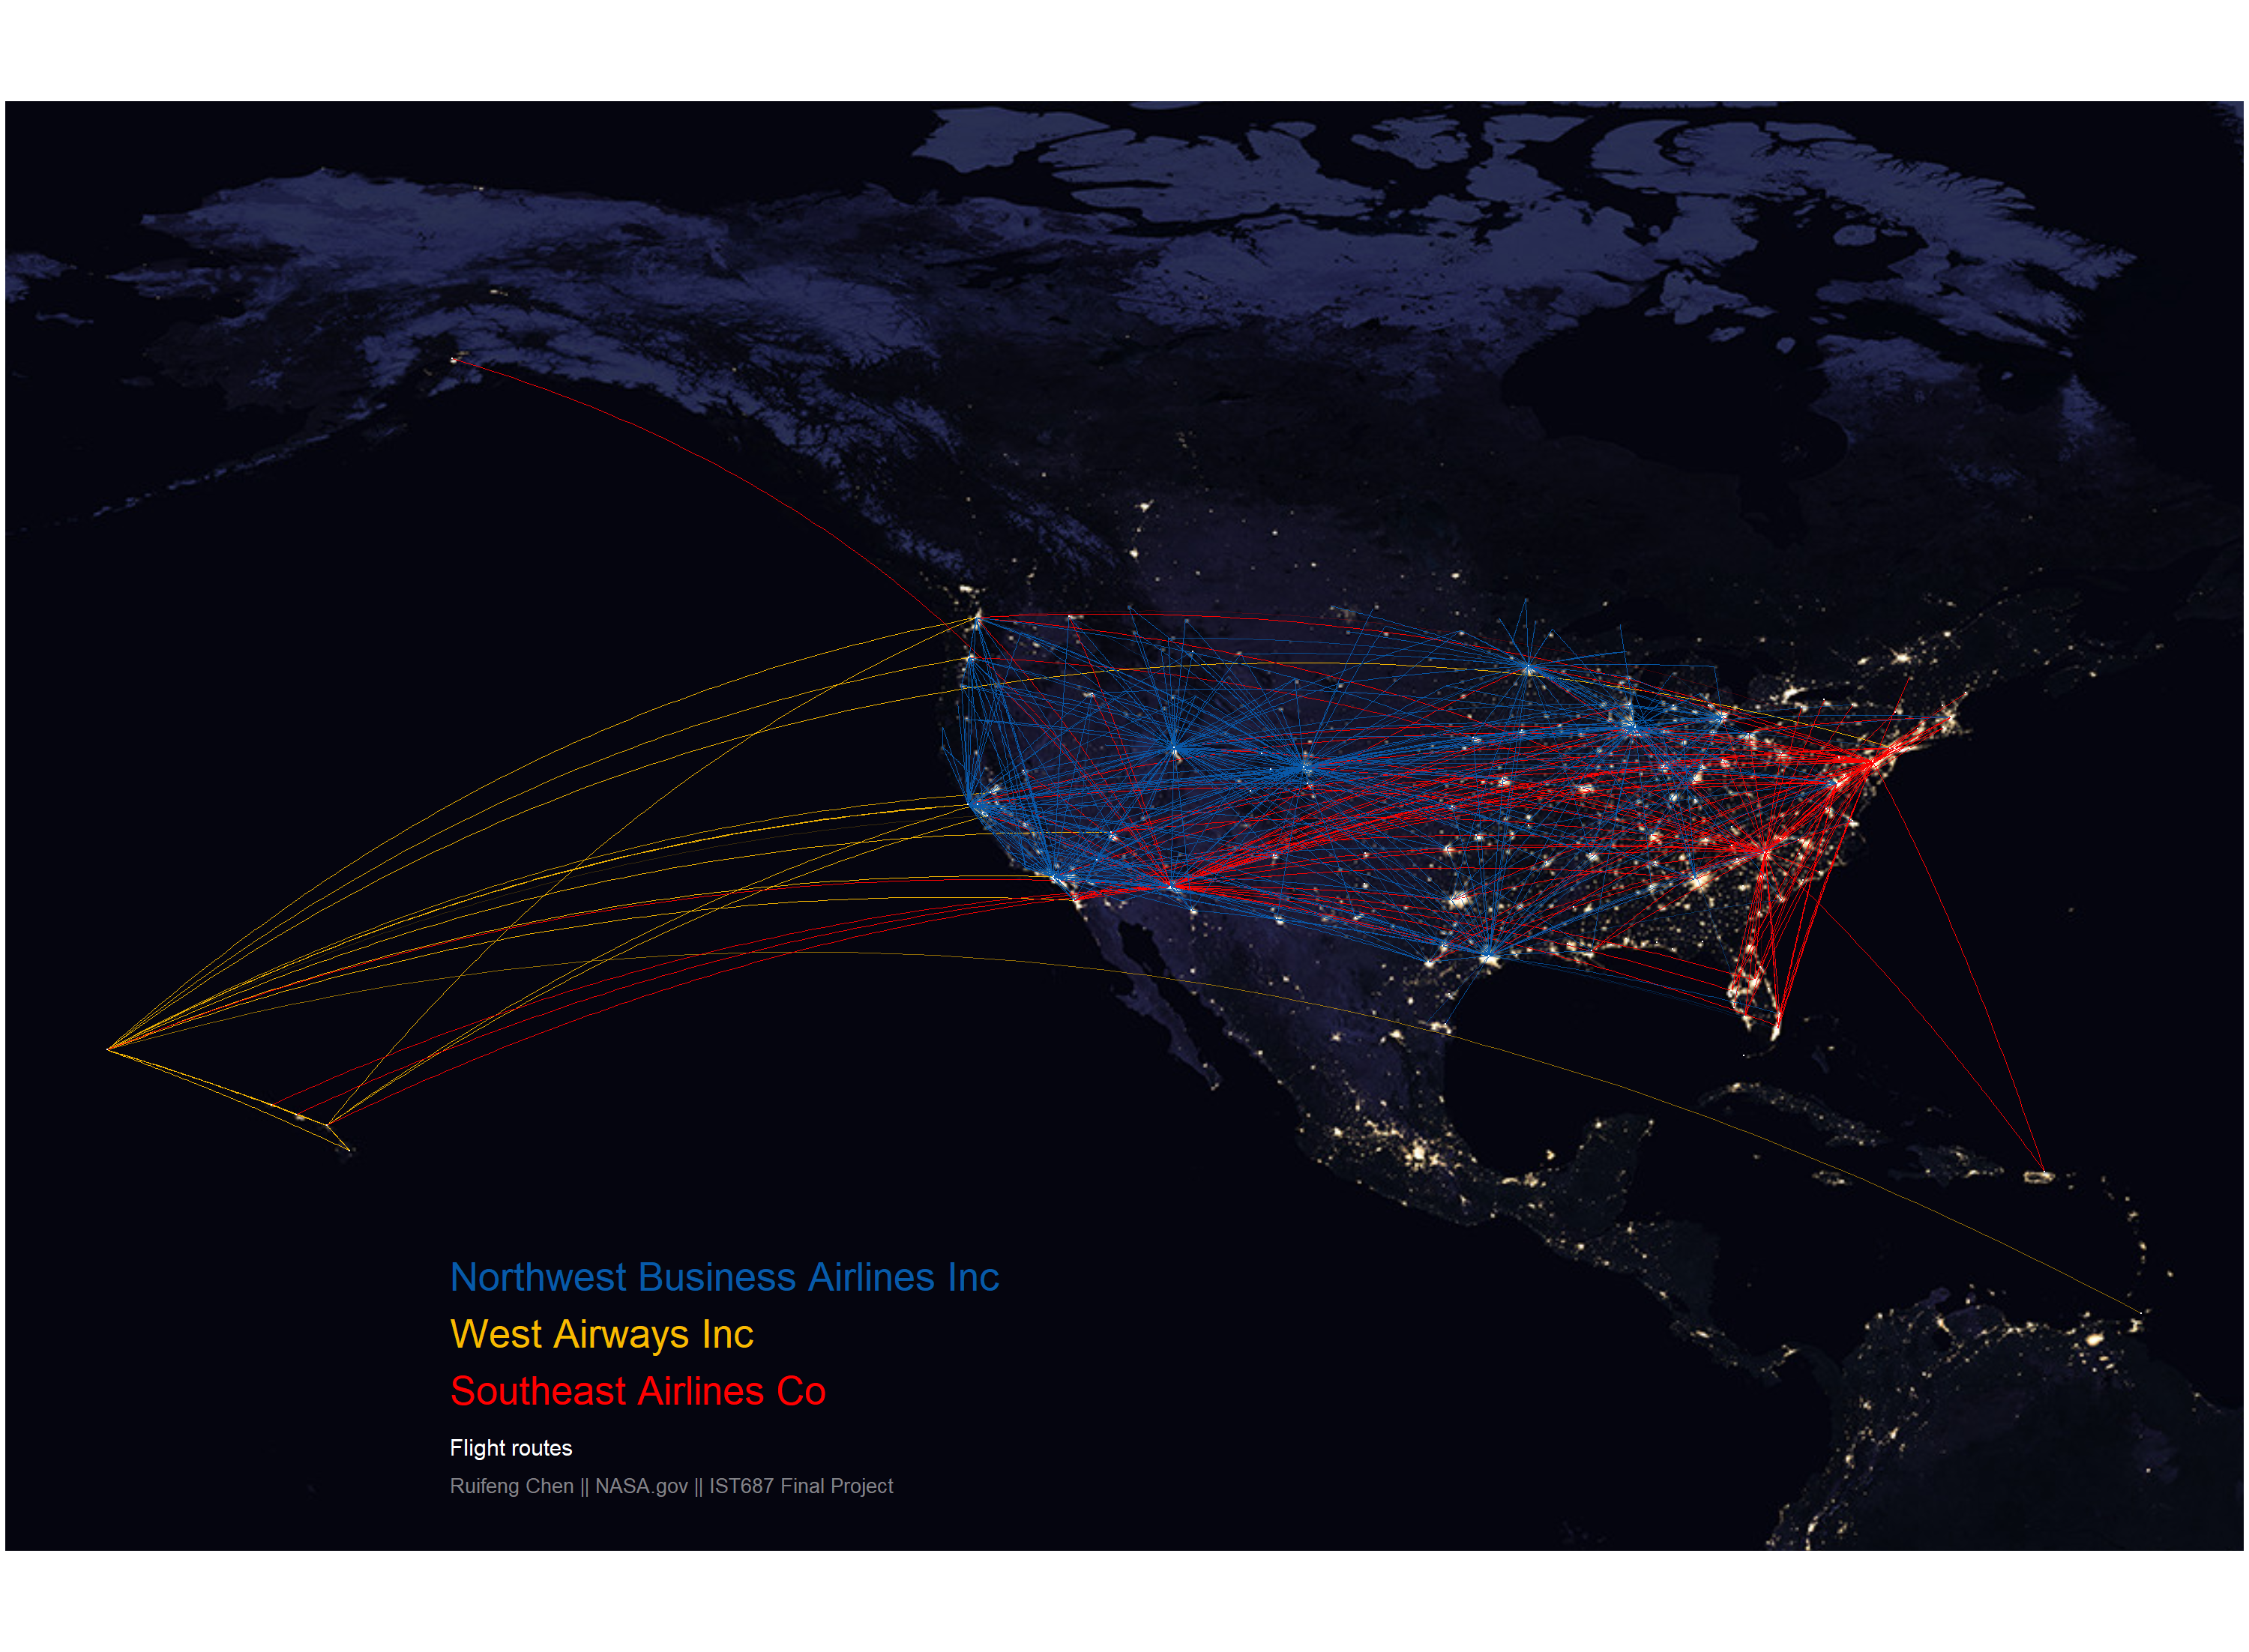 Northwest Business Airlines Inc
West Airways Inc
Southeast Airlines Co
Flight routes
Ruifeng Chen || NASA.gov || IST687 Final Project